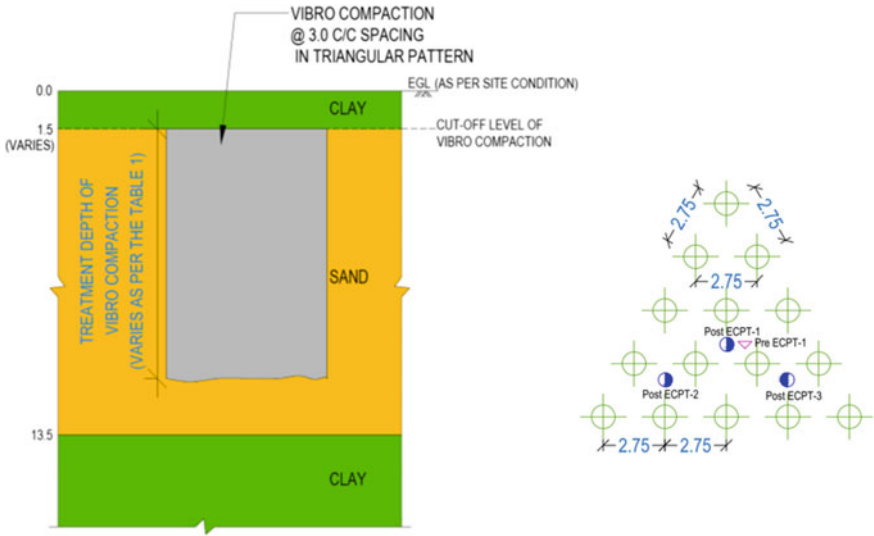 VIBRO COMPACTION
@ 3.0 C/C SPACING
IN TRIANGULAR PATTERN
EGL (AS PER SITE CONDITION)
0.0
CLAY
1.5
(VARIES)
CUT-OFF LEVEL OF
VIBRO COMPACTION
TREATMENT DEPTH OF
VIBRO COMPACTION
(VARIES AS PER THE TABLE 1)
SAND
13.5
CLAY
2.75
2.75
2.75
Post ECPT-1
Pre ECPT-1
Post ECPT-2
Post ECPT-3
2.75
2.75